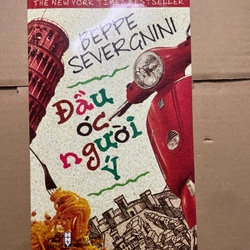 THE NEW YORK TIMES BESTSELLER
BEPPE
SEVERGNINI
Đầu
óc
người
Ý